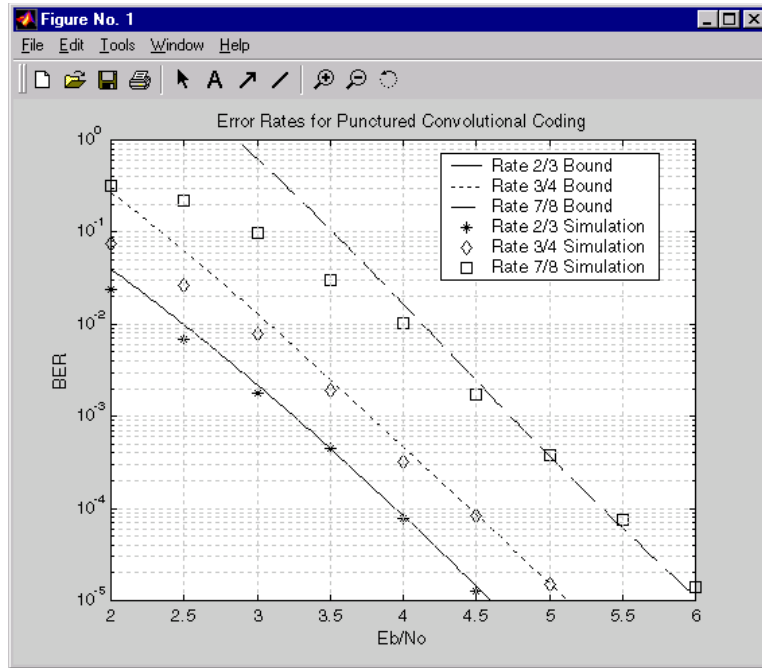 Figure No. 1
File Edit Tools Window Help
A
Error Rates for Punctured Convolutional Coding
Rate 2/3 Bound
Rate 3/4 Bound
Rate 7/8 Bound
Rate 2/3 Simulation
Rate 3/4 Simulation
Rate 7/8 Simulation
10^0
10^-1
10^-2
10^-3
10^-4
10^-5
BER
2 2.5 3 3.5 4 4.5 5 5.5 6
Eb/No